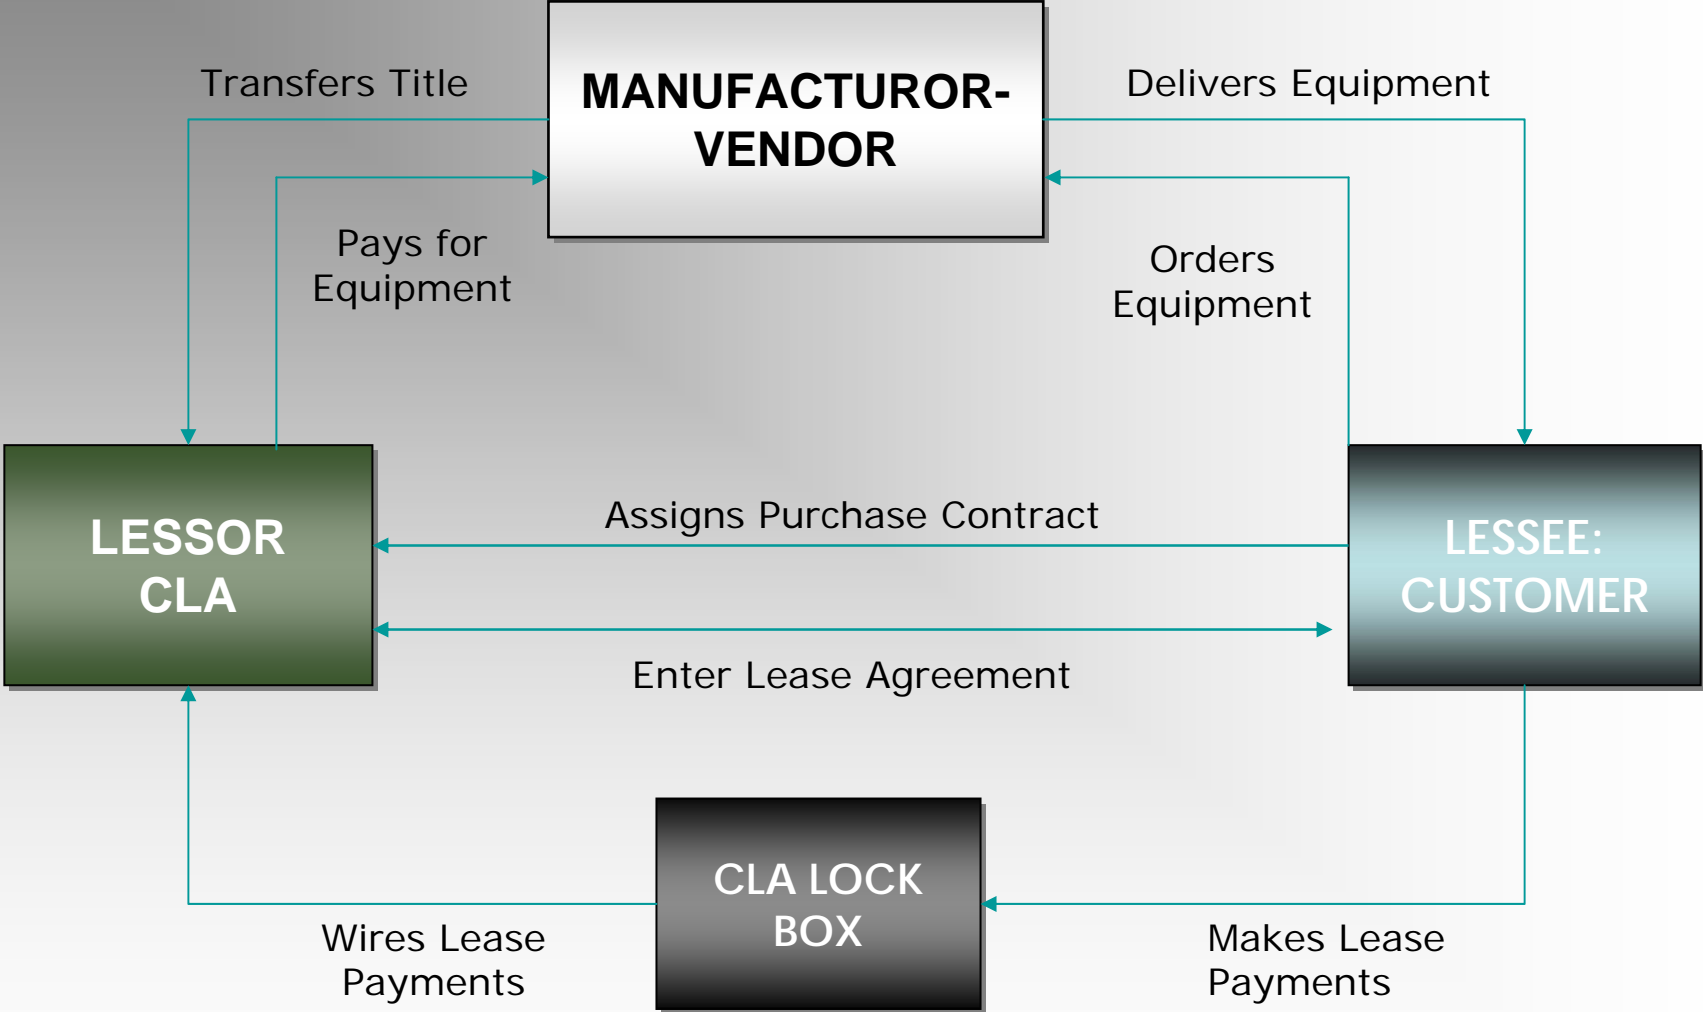 Transfers Title
MANUFACTUROR-
VENDOR
Delivers Equipment
Pays for
Equipment
Orders
Equipment
LESSOR
CLA
Assigns Purchase Contract
LESSEE:
CUSTOMER
Enter Lease Agreement
CLA LOCK
BOX
Wires Lease
Payments
Makes Lease
Payments